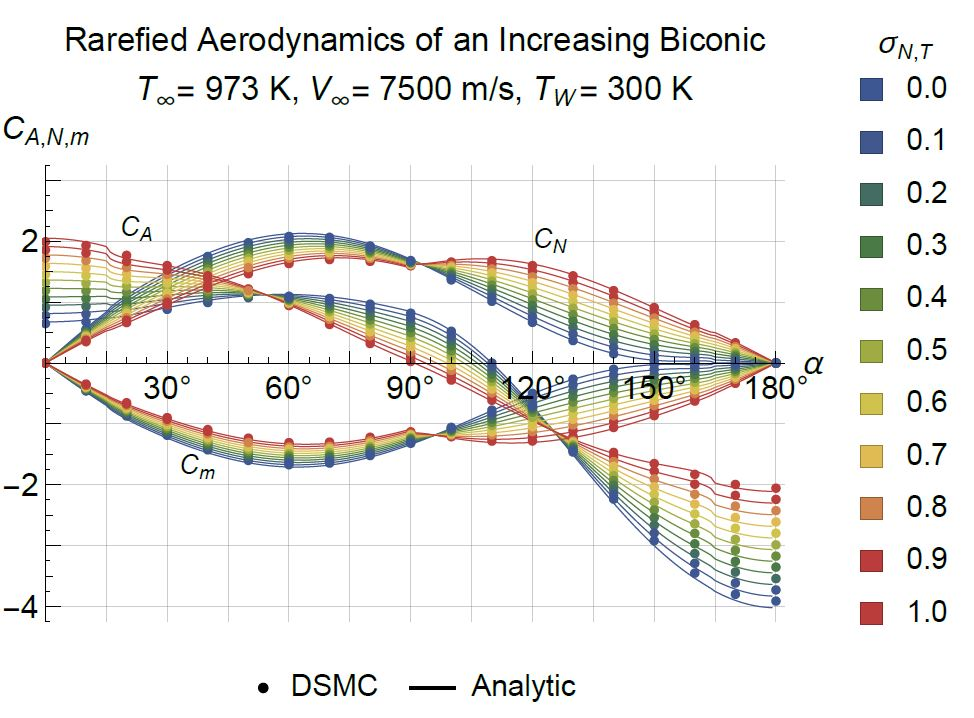 Rarefied Aerodynamics of an Increasing Biconic
T∞= 973 K, V∞= 7500 m/s, TW= 300 K
CA,N,m
σN,T
0.0
0.1
0.2
0.3
0.4
0.5
0.6
0.7
0.8
0.9
1.0
CA
CN
Cm
2
−2
−4
30° 60° 90° 120° 150° 180° α
DSMC Analytic